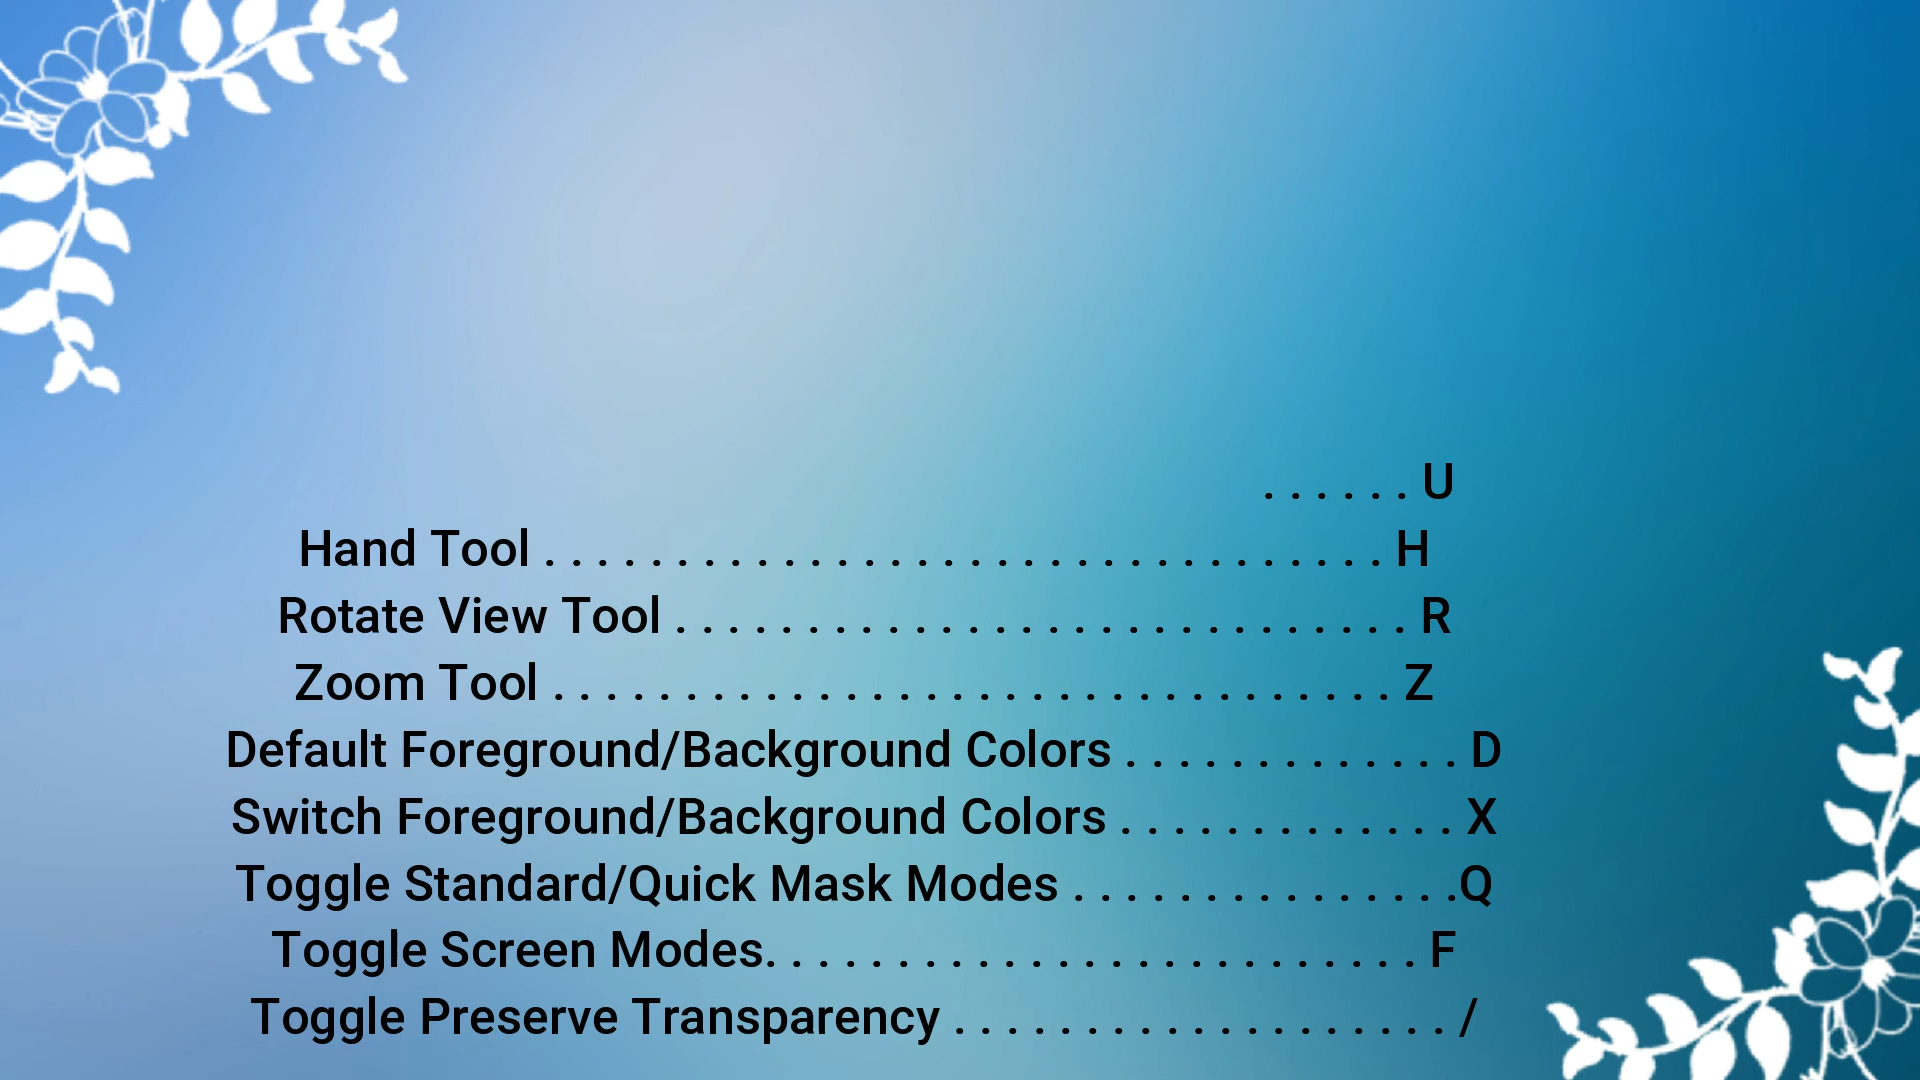 . . . . . . U
Hand Tool . . . . . . . . . . . . . . . . . . . . . . . . . . . . . . . . H
Rotate View Tool . . . . . . . . . . . . . . . . . . . . . . . . . . . . R
Zoom Tool . . . . . . . . . . . . . . . . . . . . . . . . . . . . . . . . Z
Default Foreground/Background Colors . . . . . . . . . . . . . D
Switch Foreground/Background Colors . . . . . . . . . . . . . X
Toggle Standard/Quick Mask Modes . . . . . . . . . . . . . . .Q
Toggle Screen Modes. . . . . . . . . . . . . . . . . . . . . . . . . F
Toggle Preserve Transparency . . . . . . . . . . . . . . . . . . . /